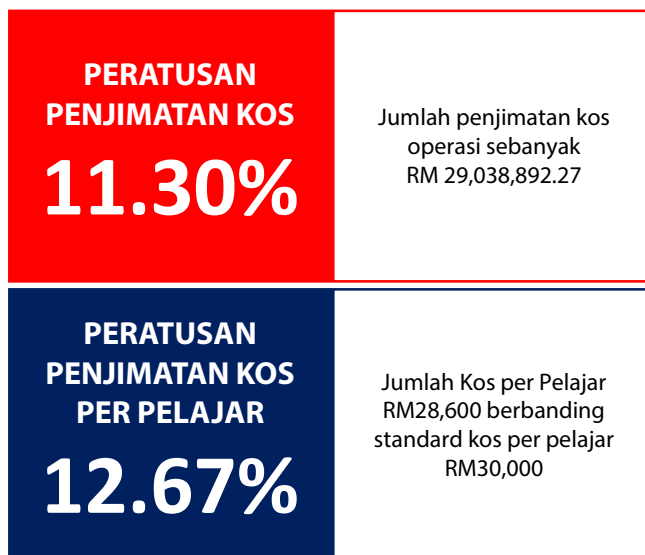 PERATUSAN
PENJIMATAN KOS
11.30%
Jumlah penjimatan kos
operasi sebanyak
RM 29,038,892.27
PERATUSAN
PENJIMATAN KOS
PER PELAJAR
12.67%
Jumlah Kos per Pelajar
RM28,600 berbanding
standard kos per pelajar
RM30,000